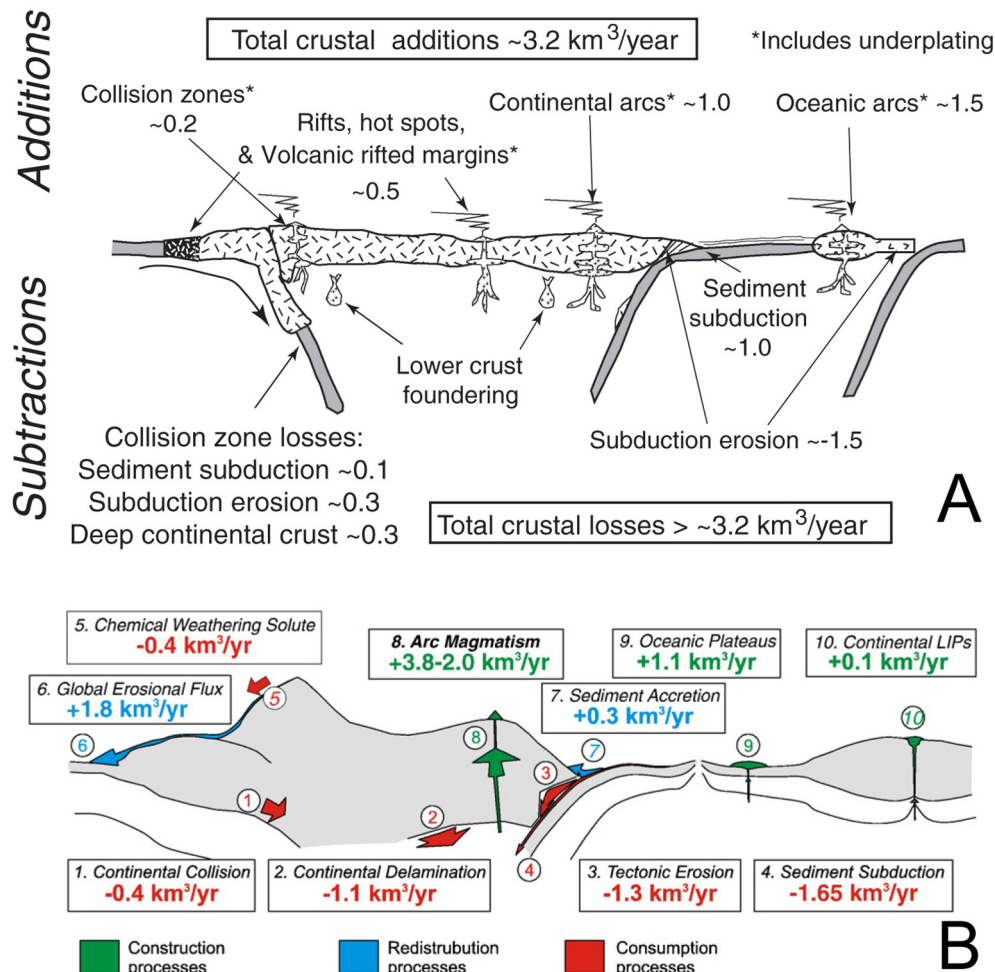 Additions
Total crustal additions ~3.2 km³/year
*Includes underplating
Collision zones*
~0.2
Rifts, hot spots,
& Volcanic rifted margins*
~0.5
Continental arcs* ~1.0
Oceanic arcs* ~1.5
Subtractions
Sediment
subduction
~1.0
Lower crust
foundering
Subduction erosion ~-1.5
Collision zone losses:
Sediment subduction ~0.1
Subduction erosion ~0.3
Deep continental crust ~0.3
Total crustal losses > ~3.2 km³/year
A
5. Chemical Weathering Solute
-0.4 km³/yr
6. Global Erosional Flux
+1.8 km³/yr
8. Arc Magmatism
+3.8-2.0 km³/yr
9. Oceanic Plateaus
+1.1 km³/yr
10. Continental LIPs
+0.1 km³/yr
7. Sediment Accretion
+0.3 km³/yr
5
6
8
7
9
10
3
1
2
4
1. Continental Collision
-0.4 km³/yr
2. Continental Delamination
-1.1 km³/yr
3. Tectonic Erosion
-1.3 km³/yr
4. Sediment Subduction
-1.65 km³/yr
B
Construction
processes
Redistrubution
processes
Consumption
processes